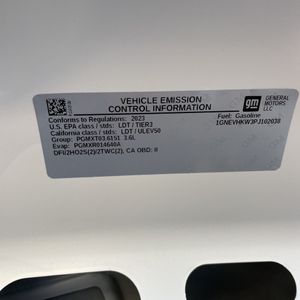 VEHICLE EMISSION
CONTROL INFORMATION
gm
GENERAL
MOTORS
LLC
Conforms to Regulations: 2023
U.S. EPA class / stds: LDT / TIER3
California class / stds: LDT / ULEV50
Group: PGMXT03.6151 3.6L
Evap: PGMXR014640A
DFI/2HO2S(2)/2TWC(2), CA OBD: II
Fuel: Gasoline
1GNEVHKW3PJ102038